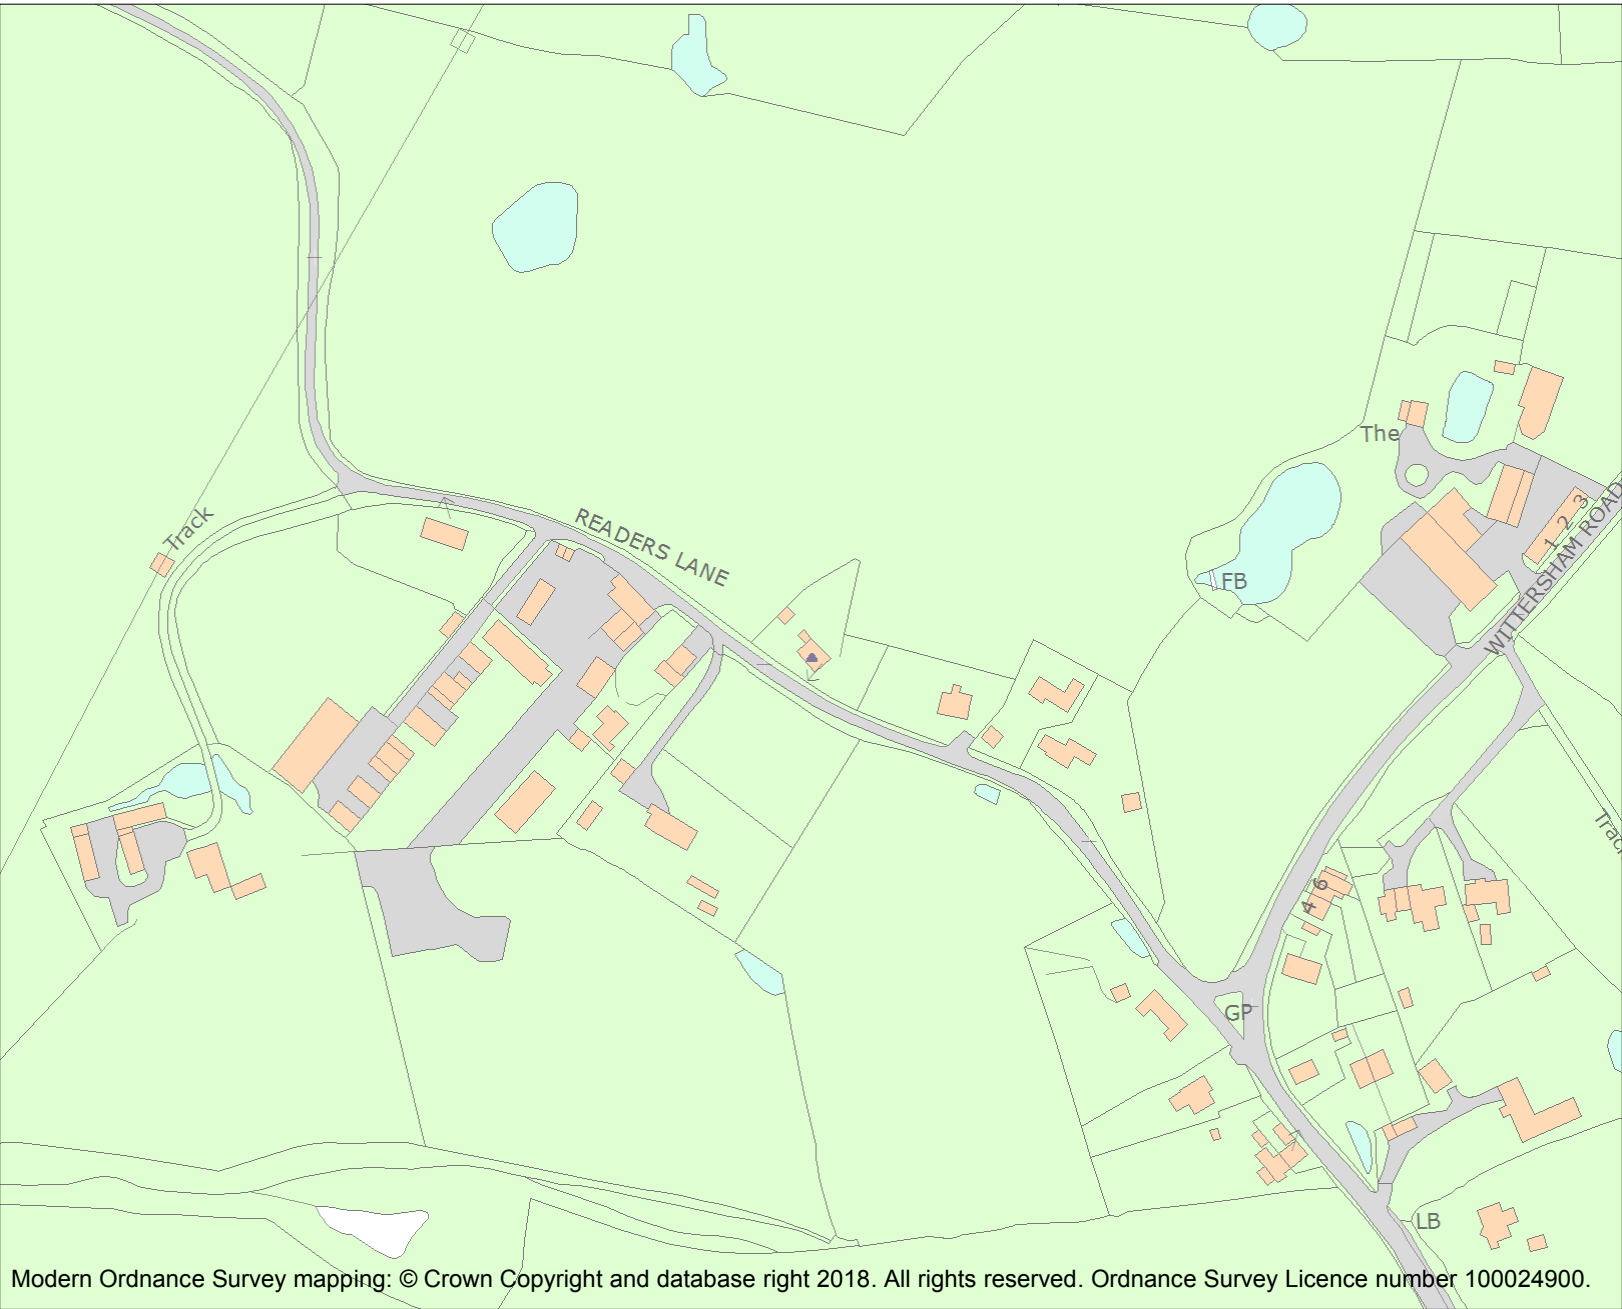 The
Track
READERS LANE
FB
1 2 3
WITTERSHAM ROAD
6
4
GP
LB
Modern Ordnance Survey mapping: © Crown Copyright and database right 2018. All rights reserved. Ordnance Survey Licence number 100024900.